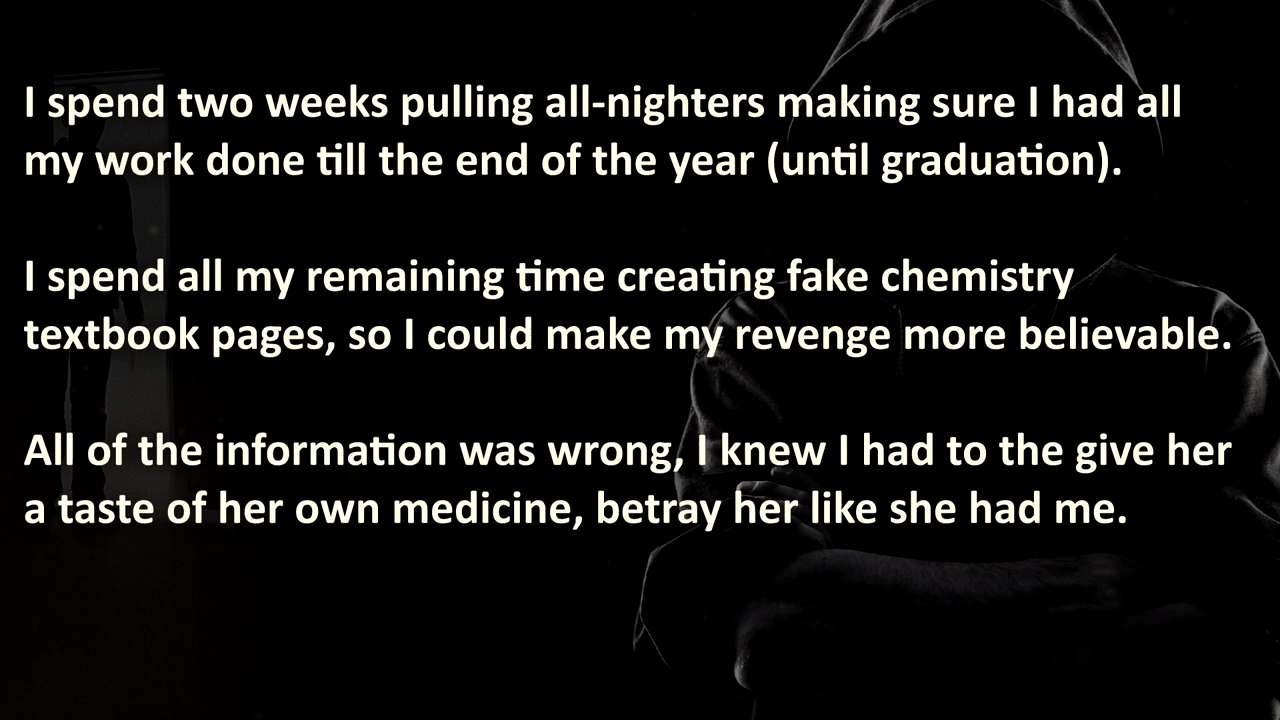 I spend two weeks pulling all-nighters making sure I had all
my work done till the end of the year (until graduation).
I spend all my remaining time creating fake chemistry
textbook pages, so I could make my revenge more believable.
All of the information was wrong, I knew I had to the give her
a taste of her own medicine, betray her like she had me.